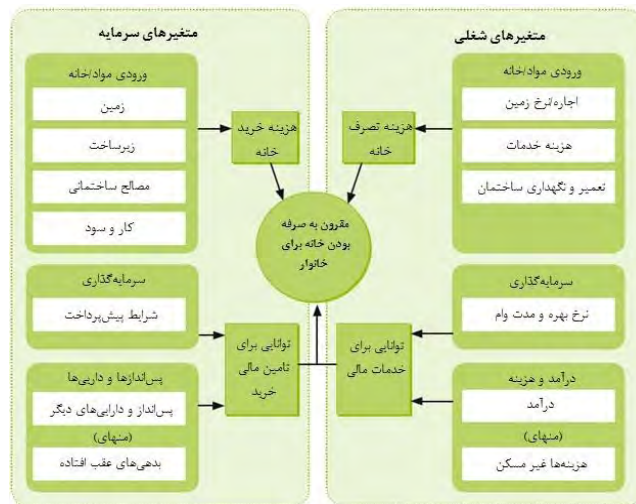 متغیرهای شغلی
ورودی مواد/خانه
اجاره/نرخ زمین
هزینه خدمات
تعمیر و نگهداری ساختمان
سرمایه‌گذاری
نرخ بهره و مدت وام
درآمد و هزینه
درآمد
(منهای)
هزینه‌ها غیر مسکن
هزینه تصرف
خانه
توانایی برای
خدمات مالی
مقرون به صرفه
بودن خانه برای
خانوار
متغیرهای سرمایه
ورودی مواد/خانه
زمین
زیرساخت
مصالح ساختمانی
کار و سود
سرمایه‌گذاری
شرایط پیش‌پرداخت
پس‌اندازها و داریی‌ها
پس‌انداز و دارایی‌های دیگر
(منهای)
بدهی‌های عقب افتاده
هزینه خرید
خانه
توانایی برای
تامین مالی
خرید